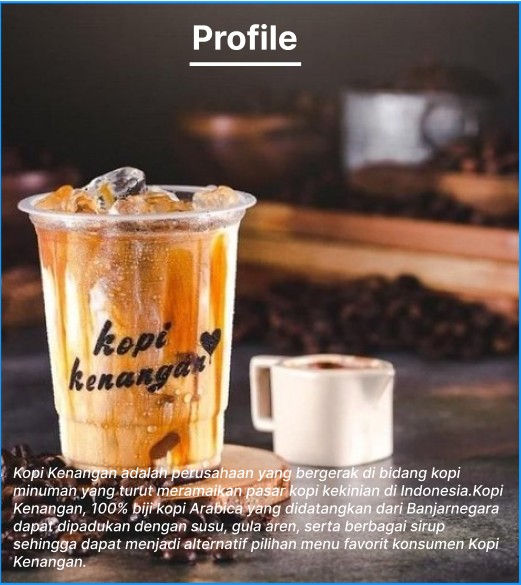 Profile
kopi
kenangan
Kopi Kenangan adalah perusahaan yang bergerak di bidang kopi
minuman yang turut meramaikan pasar kopi kekinian di Indonesia.Kopi
Kenangan, 100% biji kopi Arabica yang didatangkan dari Banjarnegara
dapat dipadukan dengan susu, gula aren, serta berbagai sirup
sehingga dapat menjadi alternatif pilihan menu favorit konsumen Kopi
Kenangan.